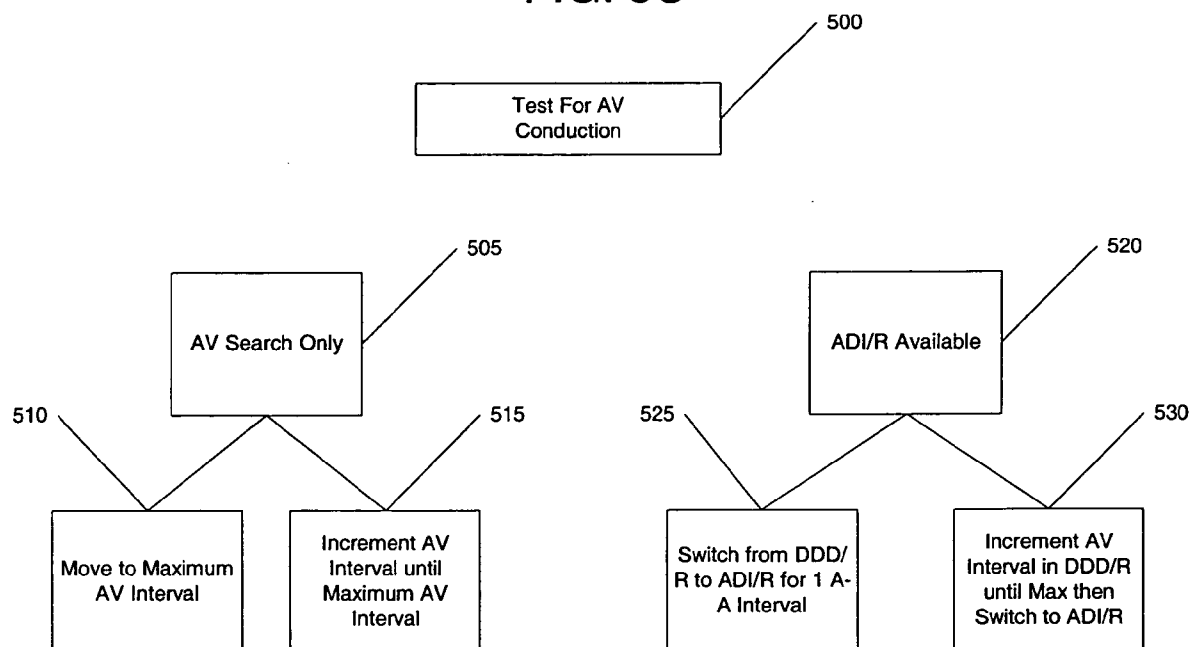 500
Test For AV
Conduction
505
520
AV Search Only
ADI/R Available
510
515
525
530
Move to Maximum
AV Interval
Increment AV
Interval until
Maximum AV
Interval
Switch from DDD/
R to ADI/R for 1 A-
A Interval
Increment AV
Interval in DDD/R
until Max then
Switch to ADI/R